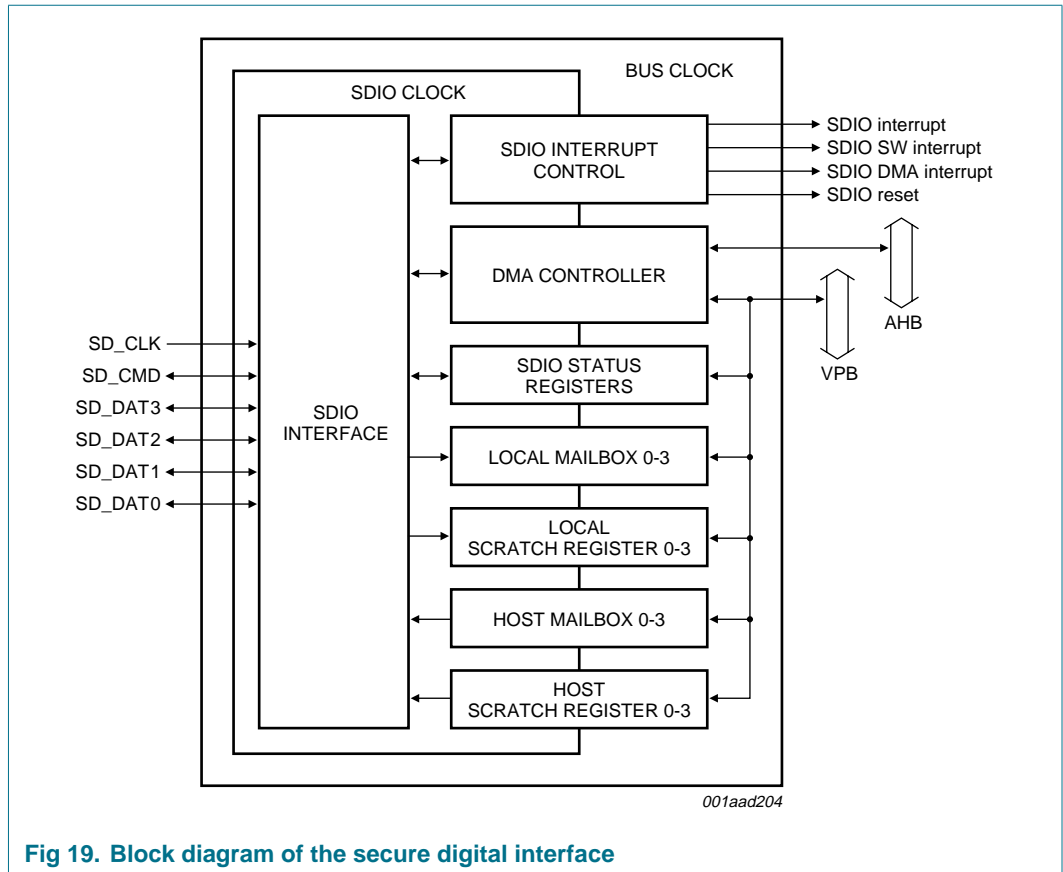 BUS CLOCK
SDIO CLOCK
SDIO INTERRUPT
CONTROL
SDIO interrupt
SDIO SW interrupt
SDIO DMA interrupt
SDIO reset
DMA CONTROLLER
AHB
VPB
SD_CLK
SD_CMD
SD_DAT3
SD_DAT2
SD_DAT1
SD_DAT0
SDIO
INTERFACE
SDIO STATUS
REGISTERS
LOCAL MAILBOX 0-3
LOCAL
SCRATCH REGISTER 0-3
HOST MAILBOX 0-3
HOST
SCRATCH REGISTER 0-3
001aad204
Fig 19. Block diagram of the secure digital interface